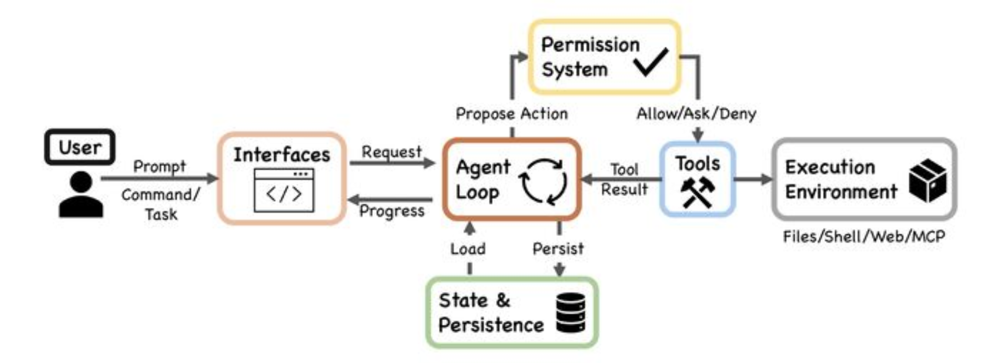 Permission
System
Propose Action
Allow/Ask/Deny
User
Prompt
Command/
Task
Interfaces
</>
Request
Progress
Agent
Loop
Tool
Result
Tools
Execution
Environment
Files/Shell/Web/MCP
Load
Persist
State &
Persistence